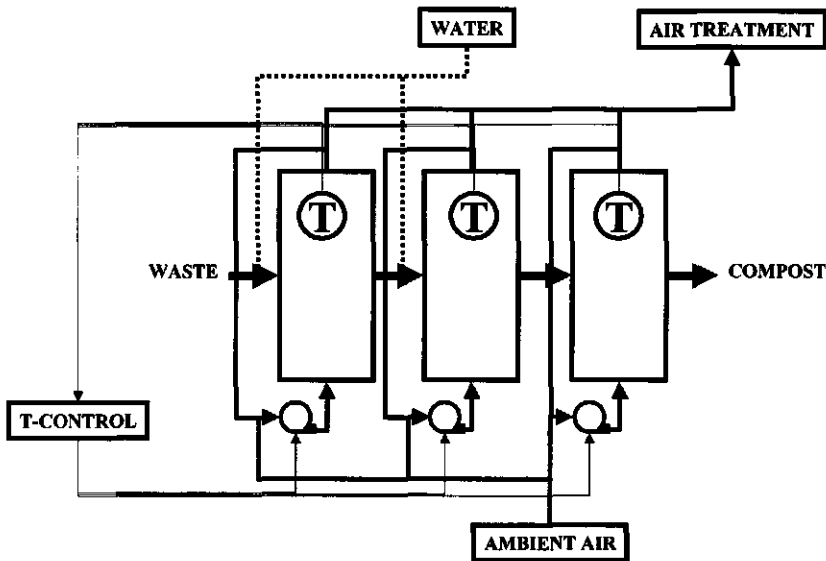 WATER
AIR TREATMENT
T
T
T
WASTE
COMPOST
T-CONTROL
AMBIENT AIR